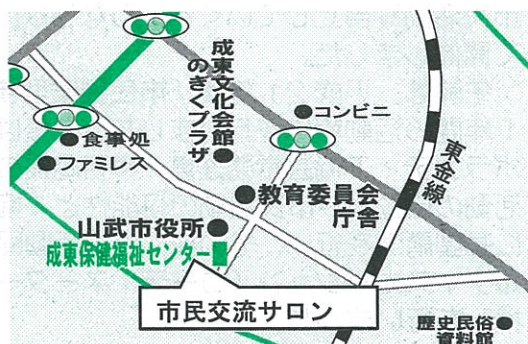 成東文化会館
のぎくプラザ
コンビニ
食事処
ファミレス
東金線
教育委員会
庁舎
山武市役所
成東保健福祉センター
市民交流サロン
歴史民俗
資料館